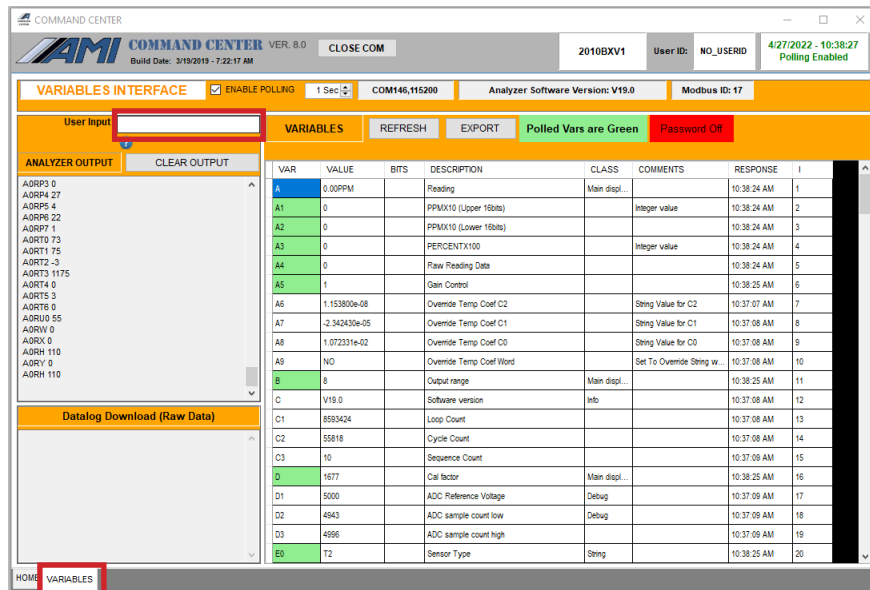 COMMAND CENTER
AMI COMMAND CENTER VER. 8.0 CLOSE COM 2010BXV1 User ID: NO_USERID 4/27/2022 - 10:38:27
Build Date: 3/19/2019 - 7:22:17 AM Polling Enabled
VARIABLES INTERFACE ENABLE POLLING 1 Sec COM146,115200 Analyzer Software Version: V19.0 Modbus ID: 17
User Input VARIABLES REFRESH EXPORT Polled Vars are Green Password Off
ANALYZER OUTPUT CLEAR OUTPUT
A0RP3 0
A0RP4 27
A0RP5 4
A0RP6 22
A0RP7 1
A0RT0 73
A0RT1 75
A0RT2 -3
A0RT3 1175
A0RT4 0
A0RT5 3
A0RT6 0
A0RU0 55
A0RW 0
A0RX 0
A0RH 110
A0RY 0
A0RH 110
Datalog Download (Raw Data)
VAR VALUE BITS DESCRIPTION CLASS COMMENTS RESPONSE I
A 0.00PPM Reading Main displ... 10:38:24 AM 1
A1 0 PPMX10 (Upper 16bits) Integer value 10:38:24 AM 2
A2 0 PPMX10 (Lower 16bits) 10:38:24 AM 3
A3 0 PERCENTX100 Integer value 10:38:24 AM 4
A4 0 Raw Reading Data 10:38:24 AM 5
A5 1 Gain Control 10:38:25 AM 6
A6 1.153800e-08 Override Temp Coef C2 String Value for C2 10:37:07 AM 7
A7 -2.342430e-05 Override Temp Coef C1 String Value for C1 10:37:08 AM 8
A8 1.072331e-02 Override Temp Coef C0 String Value for C0 10:37:08 AM 9
A9 NO Override Temp Coef Word Set To Override String w... 10:37:08 AM 10
B 8 Output range Main displ... 10:38:25 AM 11
C V19.0 Software version Info 10:37:08 AM 12
C1 8593424 Loop Count 10:37:08 AM 13
C2 55818 Cycle Count 10:37:08 AM 14
C3 10 Sequence Count 10:37:09 AM 15
D 1677 Cal factor Main displ... 10:38:25 AM 16
D1 5000 ADC Reference Voltage Debug 10:37:09 AM 17
D2 4943 ADC sample count low Debug 10:37:09 AM 18
D3 4996 ADC sample count high 10:37:09 AM 19
E0 T2 Sensor Type String 10:38:25 AM 20
HOME VARIABLES